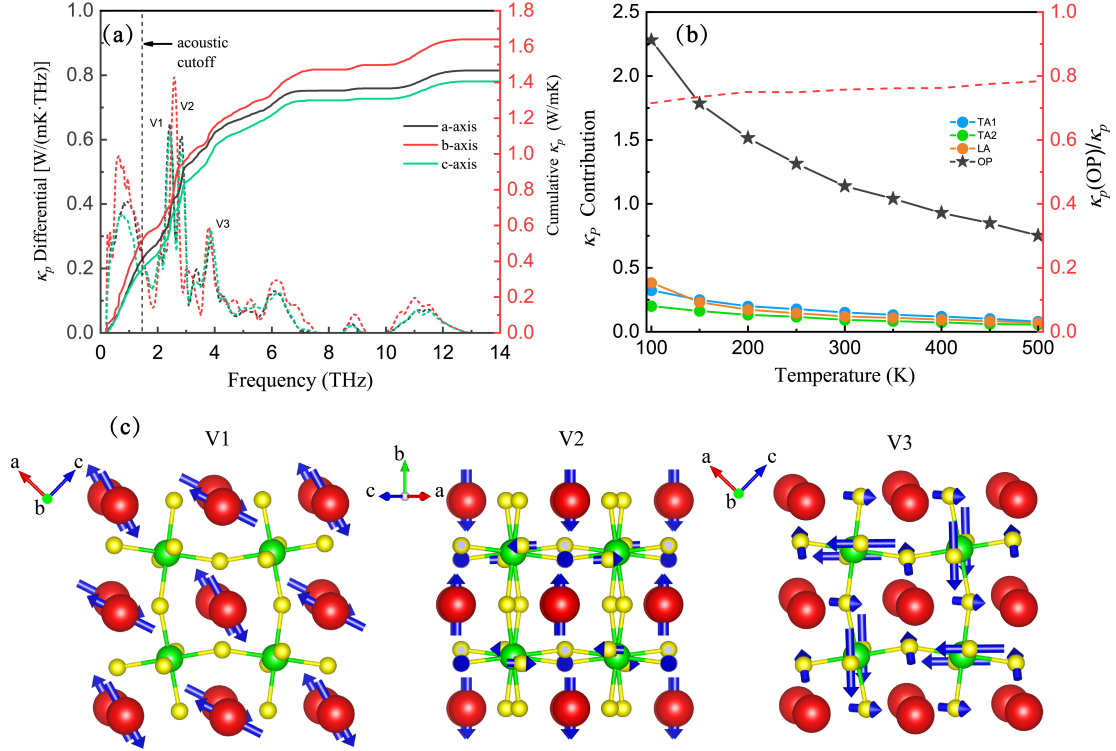 (a)
acoustic
cutoff
V1
V2
V3
a-axis
b-axis
c-axis
κp Differential [W/(mK·THz)]
0.0
0.2
0.4
0.6
0.8
1.0
0 2 4 6 8 10 12 14
Frequency (THz)
0.0
0.2
0.4
0.6
0.8
1.0
1.2
1.4
1.6
1.8
Cumulative κp (W/mK)
(b)
κp Contribution
0.0
0.5
1.0
1.5
2.0
2.5
100 200 300 400 500
Temperature (K)
TA1
TA2
LA
OP
0.0
0.2
0.4
0.6
0.8
1.0
κp(OP)/κp
(c)
V1
a c
b
V2
b
c a
V3
a c
b